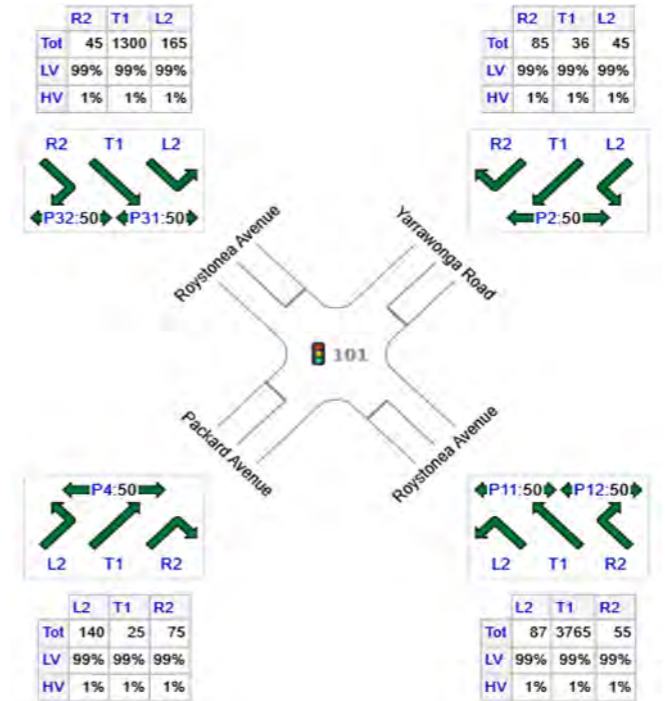 R2 T1 L2
Tot 45 1300 165
LV 99% 99% 99%
HV 1% 1% 1%
R2 T1 L2
P32:50 P31:50
R2 T1 L2
Tot 85 36 45
LV 99% 99% 99%
HV 1% 1% 1%
R2 T1 L2
P2:50
Roystonea Avenue
Yarrawonga Road
101
Packard Avenue
Roystonea Avenue
P4:50
L2 T1 R2
L2 T1 R2
Tot 140 25 75
LV 99% 99% 99%
HV 1% 1% 1%
P11:50 P12:50
L2 T1 R2
L2 T1 R2
Tot 87 3765 55
LV 99% 99% 99%
HV 1% 1% 1%